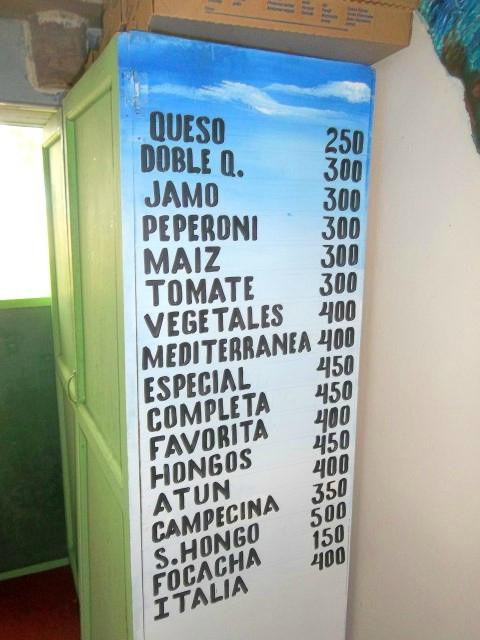 QUESO 250
DOBLE Q. 300
JAMO 300
PEPERONI 300
MAIZ 300
TOMATE 300
VEGETALES 400
MEDITERRANEA 400
ESPECIAL 450
COMPLETA 450
FAVORITA 400
HONGOS 450
ATUN 400
CAMPECINA 350
S.HONGO 500
FOCACHA 150
ITALIA 400